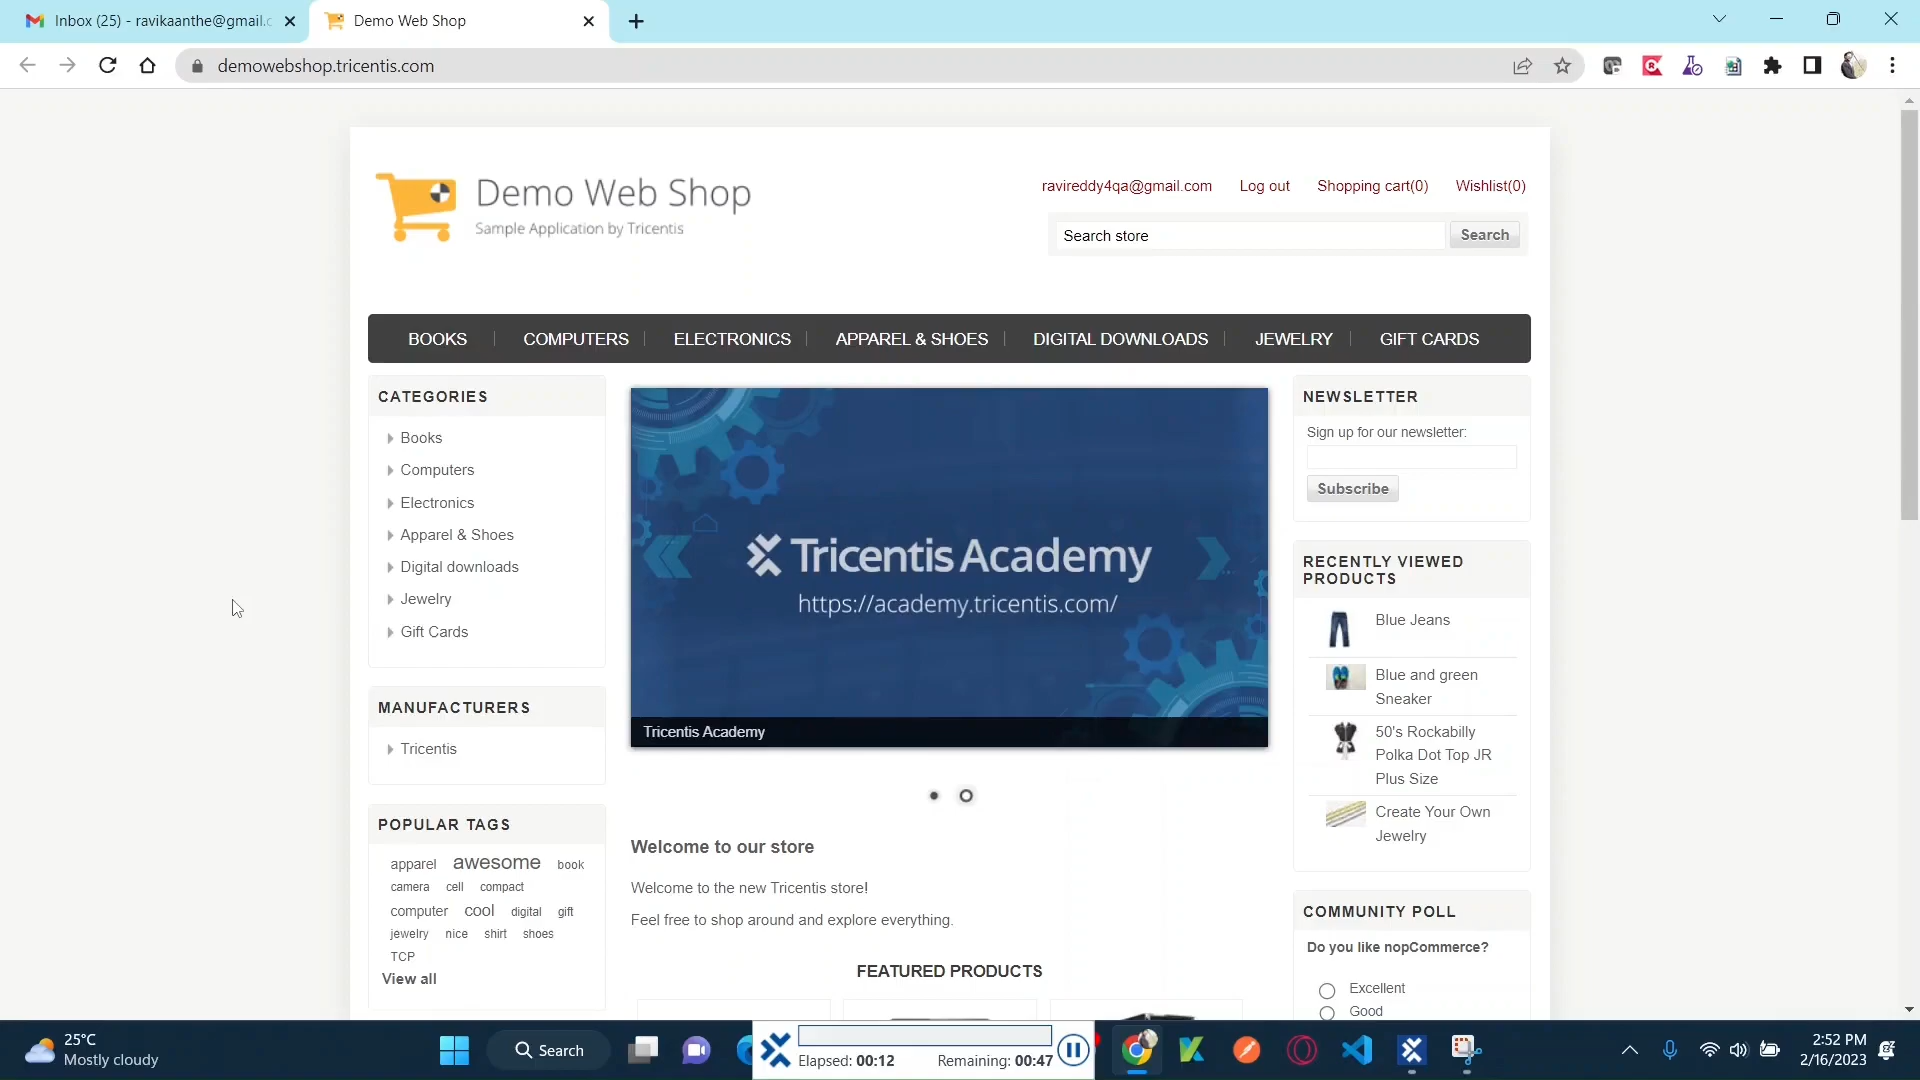 Inbox (25) - ravikaanthe@gmail.c
Demo Web Shop
demowebshop.tricentis.com
Demo Web Shop
Sample Application by Tricentis
ravireddy4qa@gmail.com
Log out
Shopping cart(0)
Wishlist(0)
Search store
Search
BOOKS
COMPUTERS
ELECTRONICS
APPAREL & SHOES
DIGITAL DOWNLOADS
JEWELRY
GIFT CARDS
CATEGORIES
Books
Computers
Electronics
Apparel & Shoes
Digital downloads
Jewelry
Gift Cards
MANUFACTURERS
Tricentis
POPULAR TAGS
apparel awesome book
camera cell compact
computer cool digital gift
jewelry nice shirt shoes
TCP
View all
Tricentis Academy
https://academy.tricentis.com/
Tricentis Academy
Welcome to our store
Welcome to the new Tricentis store!
Feel free to shop around and explore everything.
FEATURED PRODUCTS
NEWSLETTER
Sign up for our newsletter:
Subscribe
RECENTLY VIEWED
PRODUCTS
Blue Jeans
Blue and green
Sneaker
50's Rockabilly
Polka Dot Top JR
Plus Size
Create Your Own
Jewelry
COMMUNITY POLL
Do you like nopCommerce?
Excellent
Good
25°C
Mostly cloudy
Search
Elapsed: 00:12
Remaining: 00:47
2:52 PM
2/16/2023